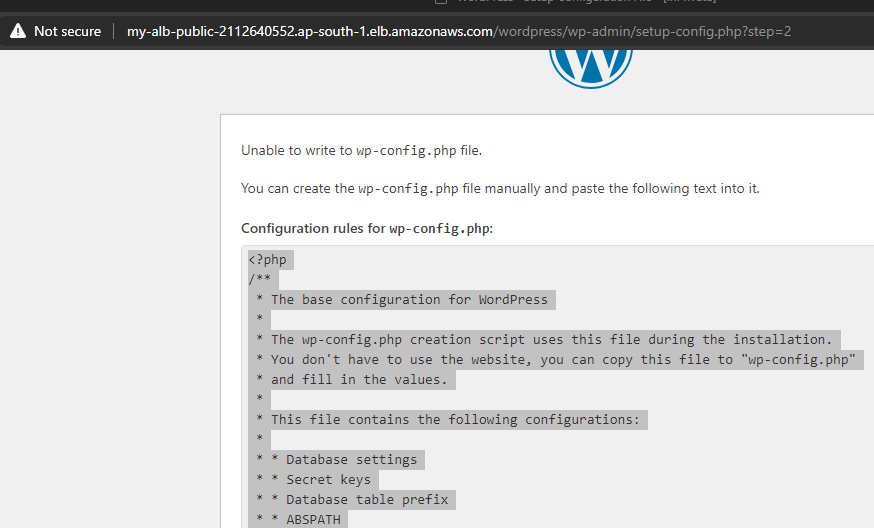 Not secure | my-alb-public-2112640552.ap-south-1.elb.amazonaws.com/wordpress/wp-admin/setup-config.php?step=2
Unable to write to wp-config.php file.
You can create the wp-config.php file manually and paste the following text into it.
Configuration rules for wp-config.php:
<?php
/**
 * The base configuration for WordPress
 *
 * The wp-config.php creation script uses this file during the installation.
 * You don't have to use the website, you can copy this file to "wp-config.php"
 * and fill in the values.
 *
 * This file contains the following configurations:
 *
 * * Database settings
 * * Secret keys
 * * Database table prefix
 * * ABSPATH